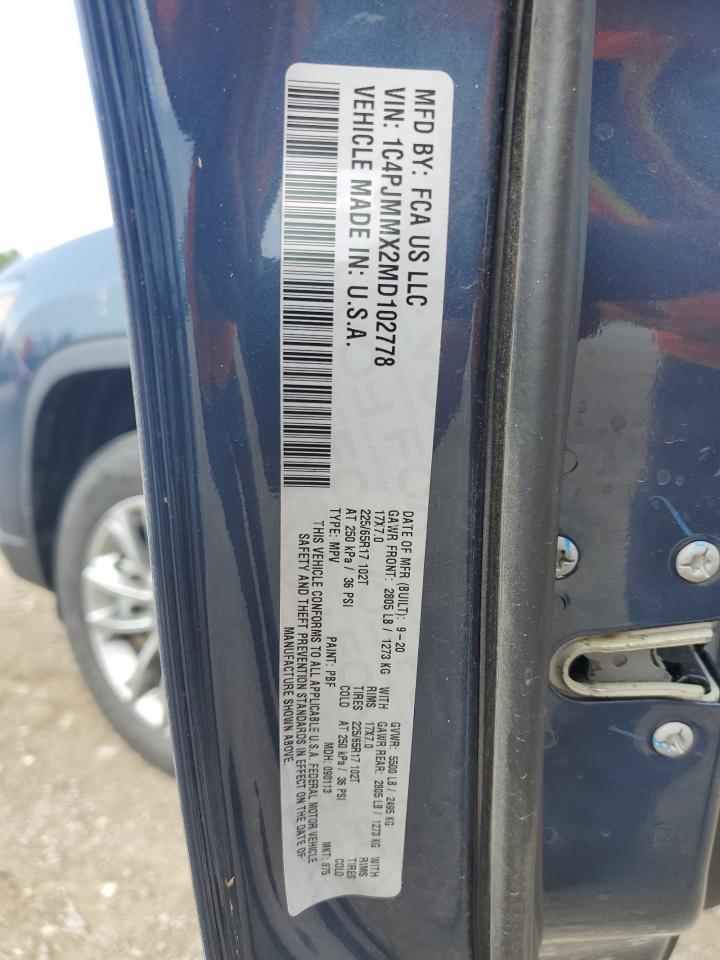 MFD BY: FCA US LLC
VIN: 1C4PJMMX2MD102778
VEHICLE MADE IN: U.S.A.
DATE OF MFR (BUILT): 9-20 GVWR: 5500 LB / 2495 KG
GAWR FRONT: 2805 LB / 1273 KG WITH GAWR REAR: 2805 LB / 1273 KG WITH
17X7.0 RIMS 17X7.0 RIMS
225/65R17 102T TIRES 225/65R17 102T TIRES
AT 250 kPa / 36 PSI COLD AT 250 kPa / 36 PSI COLD
TYPE: MPV PAINT: PBF MDH: 090113 MKT: 875
THIS VEHICLE CONFORMS TO ALL APPLICABLE U.S.A. FEDERAL MOTOR VEHICLE
SAFETY AND THEFT PREVENTION STANDARDS IN EFFECT ON THE DATE OF
MANUFACTURE SHOWN ABOVE.